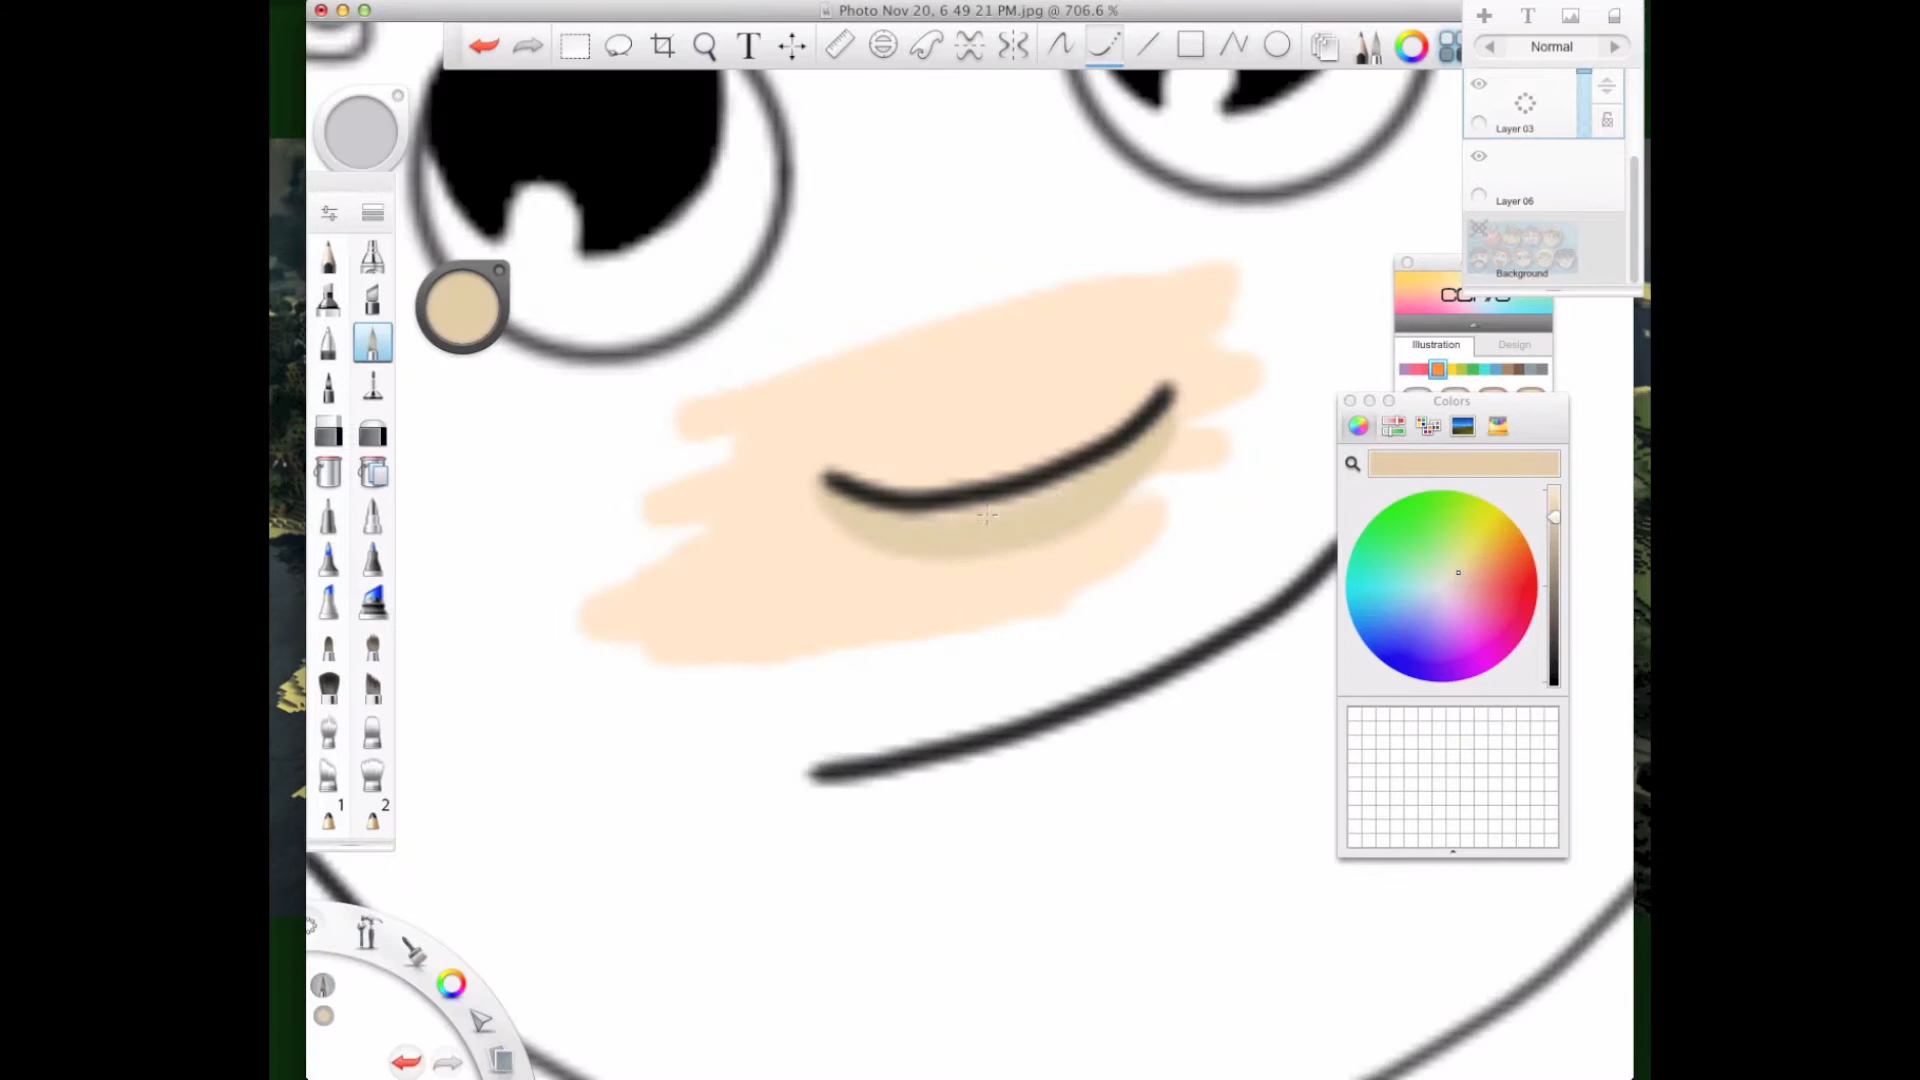 Photo Nov 20, 6 49 21 PM.jpg @ 706.6 %
T
T
Normal
Layer 03
Layer 06
Background
Illustration
Design
Colors
1
2